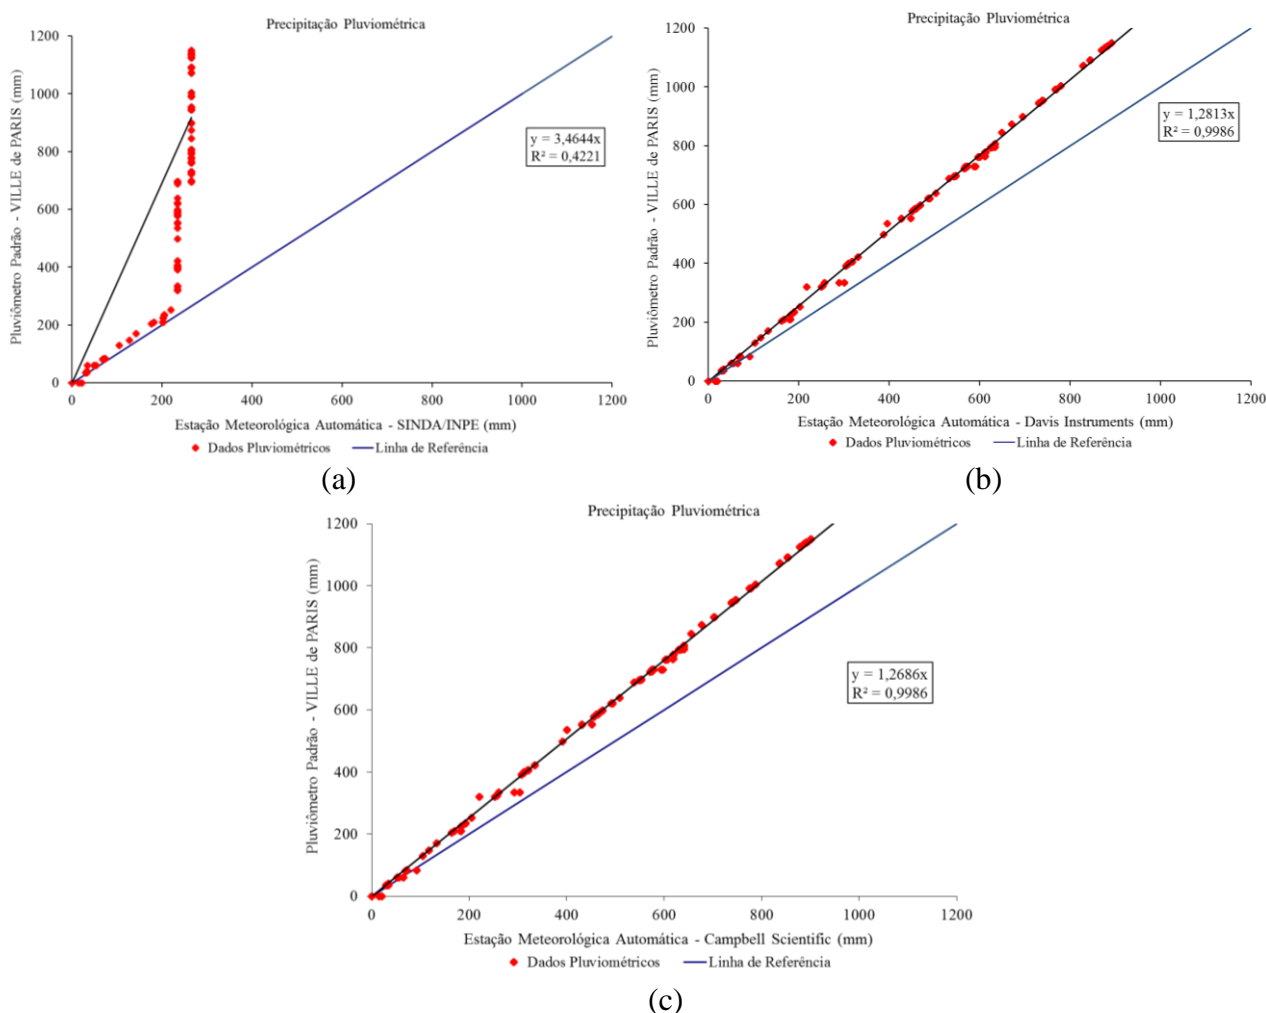 Precipitação Pluviométrica
Pluviômetro Padrão - VILLE de PARIS (mm)
1200
1000
800
600
400
200
0
y = 3,4644x
R² = 0,4221
0 200 400 600 800 1000 1200
Estação Meteorológica Automática - SINDA/INPE (mm)
Dados Pluviométricos Linha de Referência
(a)
Precipitação Pluviométrica
Pluviômetro Padrão - VILLE de PARIS (mm)
1200
1000
800
600
400
200
0
y = 1,2813x
R² = 0,9986
0 200 400 600 800 1000 1200
Estação Meteorológica Automática - Davis Instruments (mm)
Dados Pluviométricos Linha de Referência
(b)
Precipitação Pluviométrica
Pluviômetro Padrão - VILLE de PARIS (mm)
1200
1000
800
600
400
200
0
y = 1,2686x
R² = 0,9986
0 200 400 600 800 1000 1200
Estação Meteorológica Automática - Campbell Scientific (mm)
Dados Pluviométricos Linha de Referência
(c)